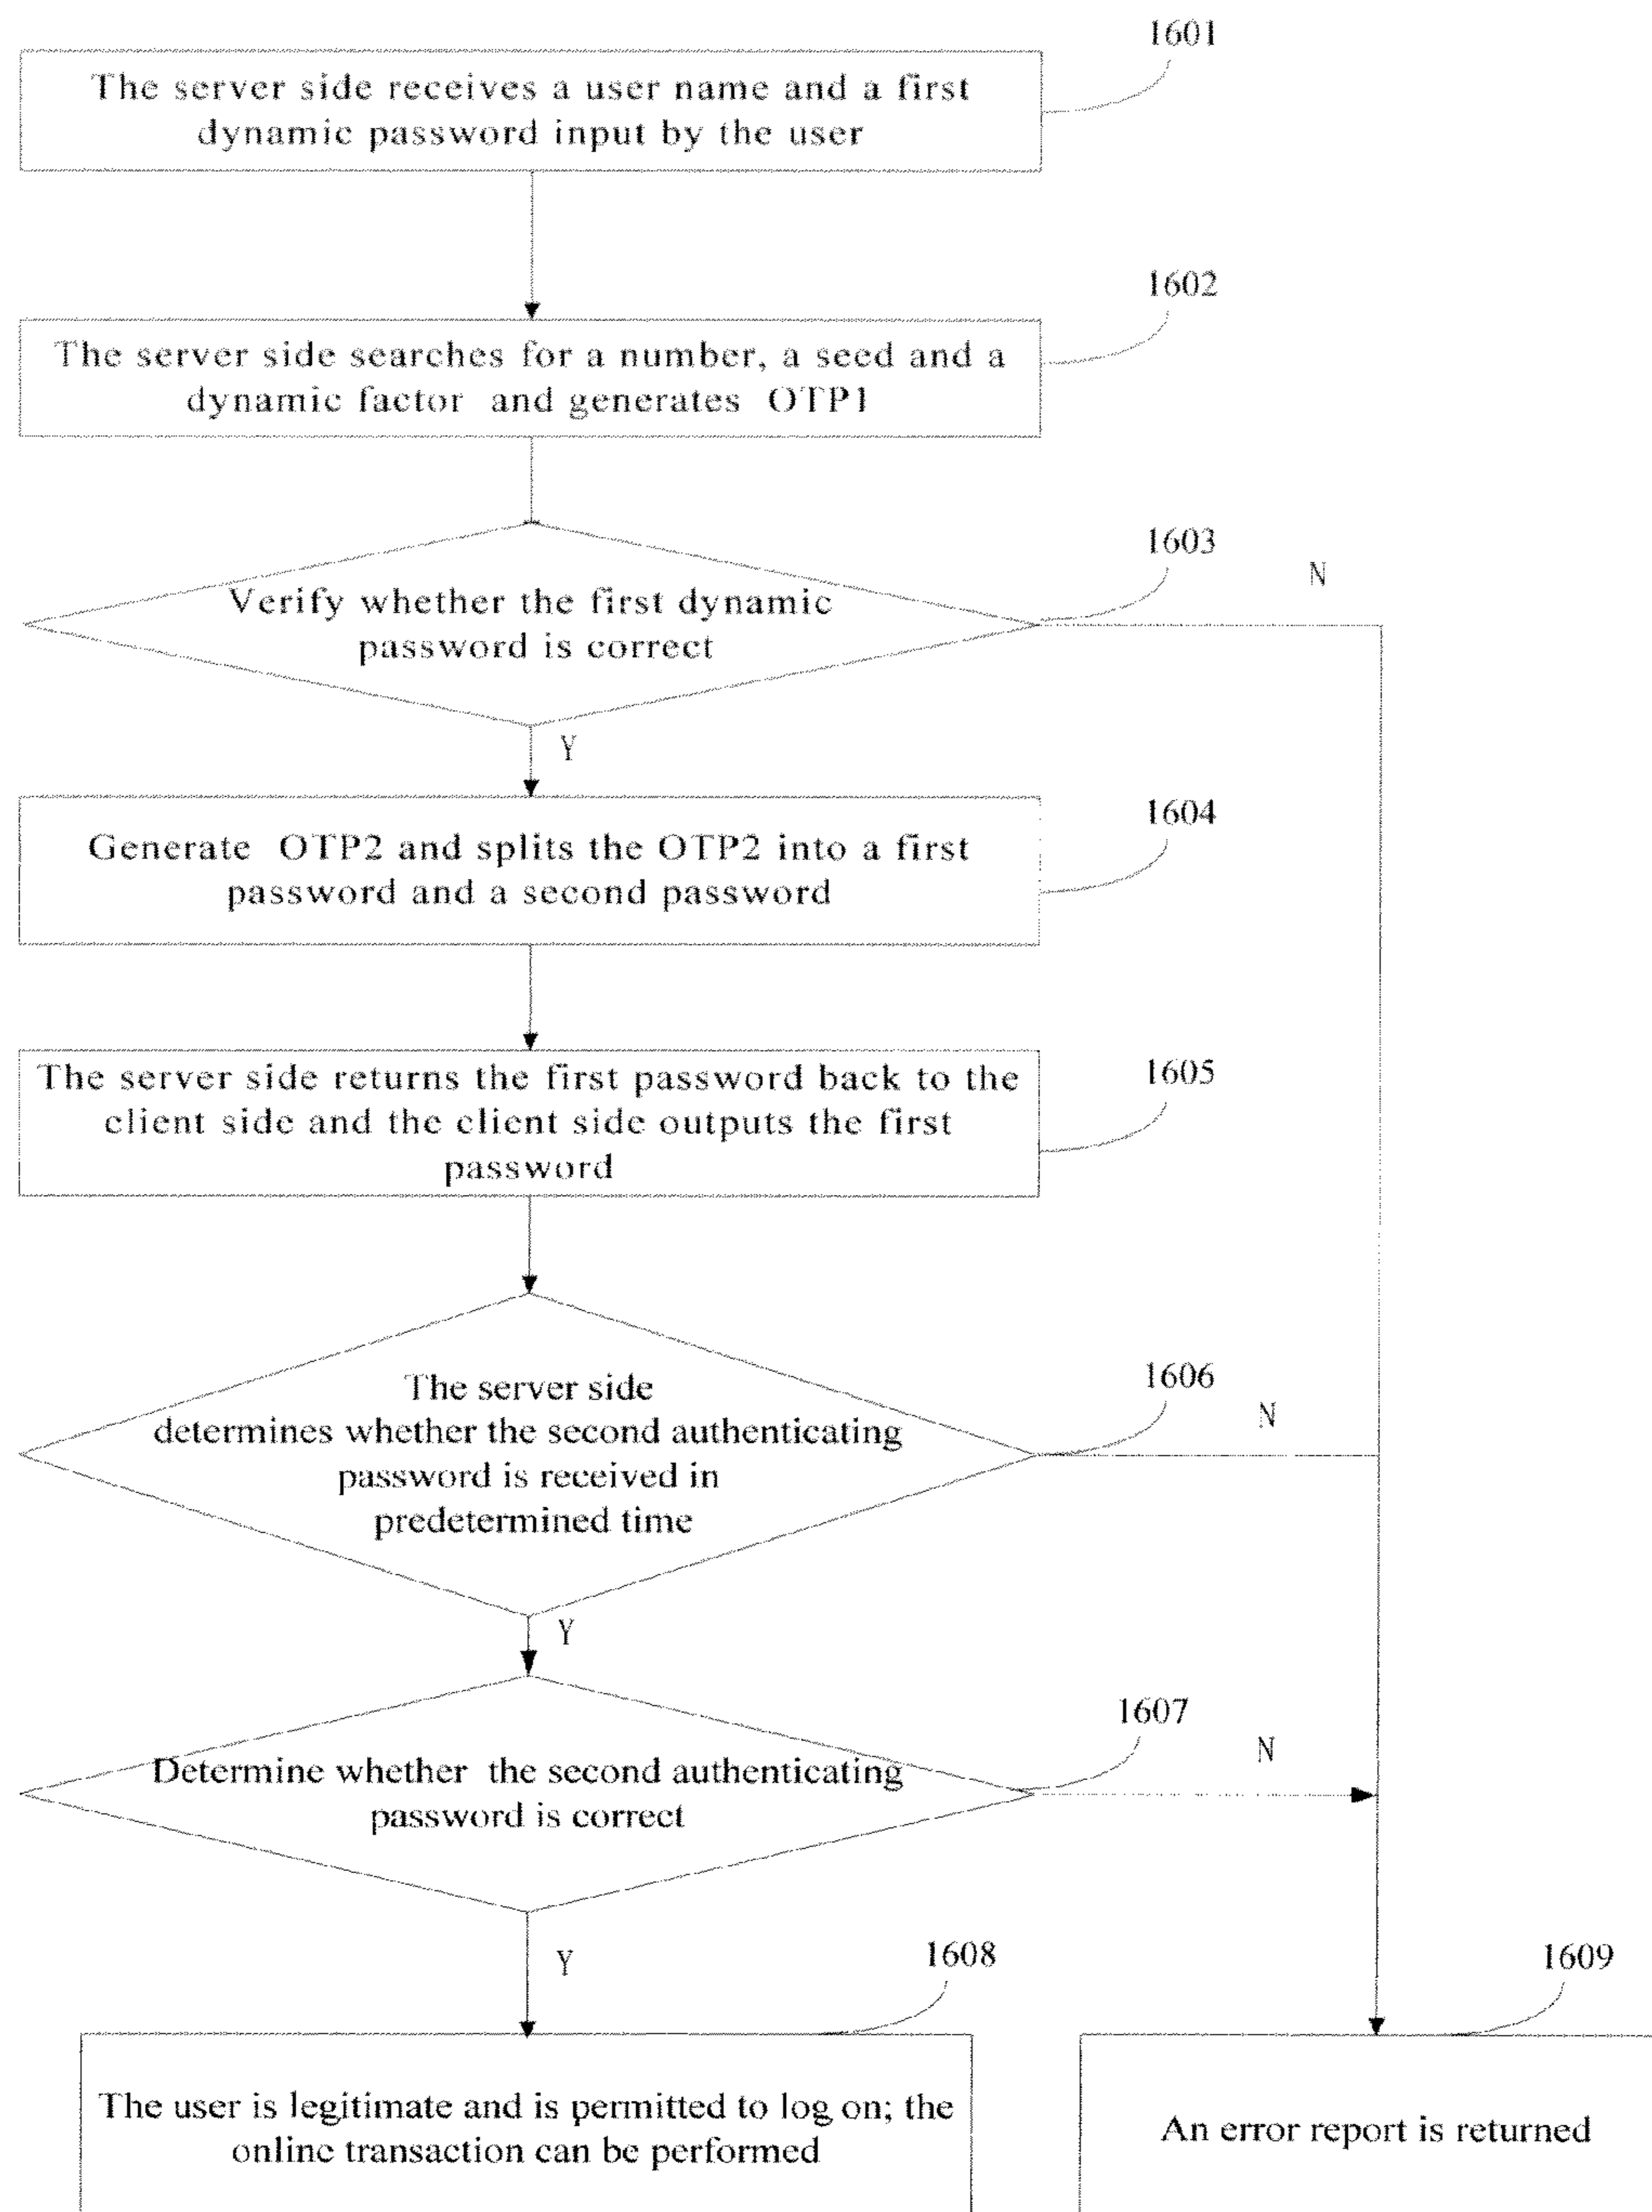 1601
The server side receives a user name and a first
dynamic password input by the user
1602
The server side searches for a number, a seed and a
dynamic factor and generates OTP1
1603
N
Verify whether the first dynamic
password is correct
Y
1604
Generate OTP2 and splits the OTP2 into a first
password and a second password
1605
The server side returns the first password back to the
client side and the client side outputs the first
password
1606
N
The server side
determines whether the second authenticating
password is received in
predetermined time
Y
1607
N
Determine whether the second authenticating
password is correct
Y
1608
1609
The user is legitimate and is permitted to log on; the
online transaction can be performed
An error report is returned